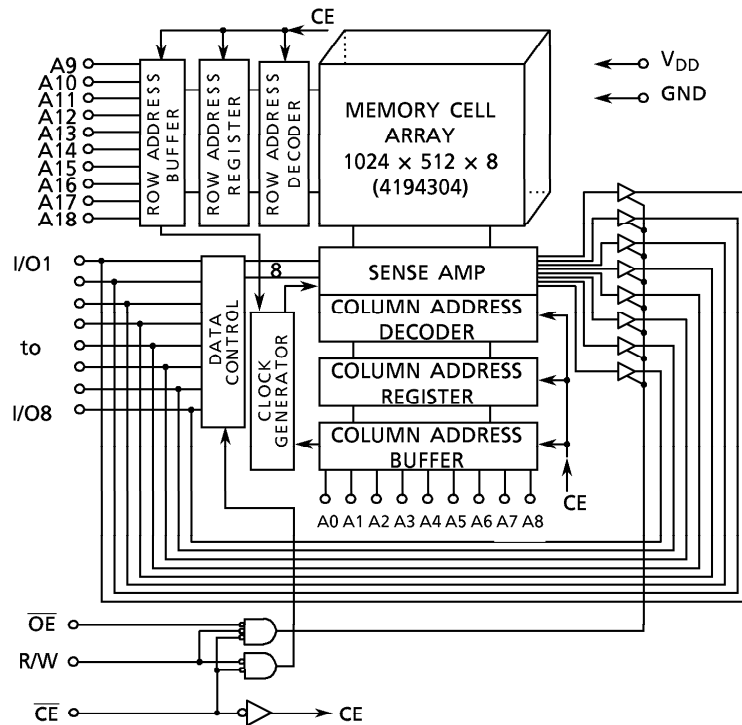 CE
A9
A10
A11
A12
A13
A14
A15
A16
A17
A18
ROW ADDRESS
BUFFER
ROW ADDRESS
REGISTER
ROW ADDRESS
DECODER
MEMORY CELL
ARRAY
1024 × 512 × 8
(4194304)
VDD
GND
I/O1
to
I/O8
DATA
CONTROL
8
CLOCK
GENERATOR
SENSE AMP
COLUMN ADDRESS
DECODER
COLUMN ADDRESS
REGISTER
COLUMN ADDRESS
BUFFER
CE
A0 A1 A2 A3 A4 A5 A6 A7 A8
O̅E̅
R/W
C̅E̅
CE